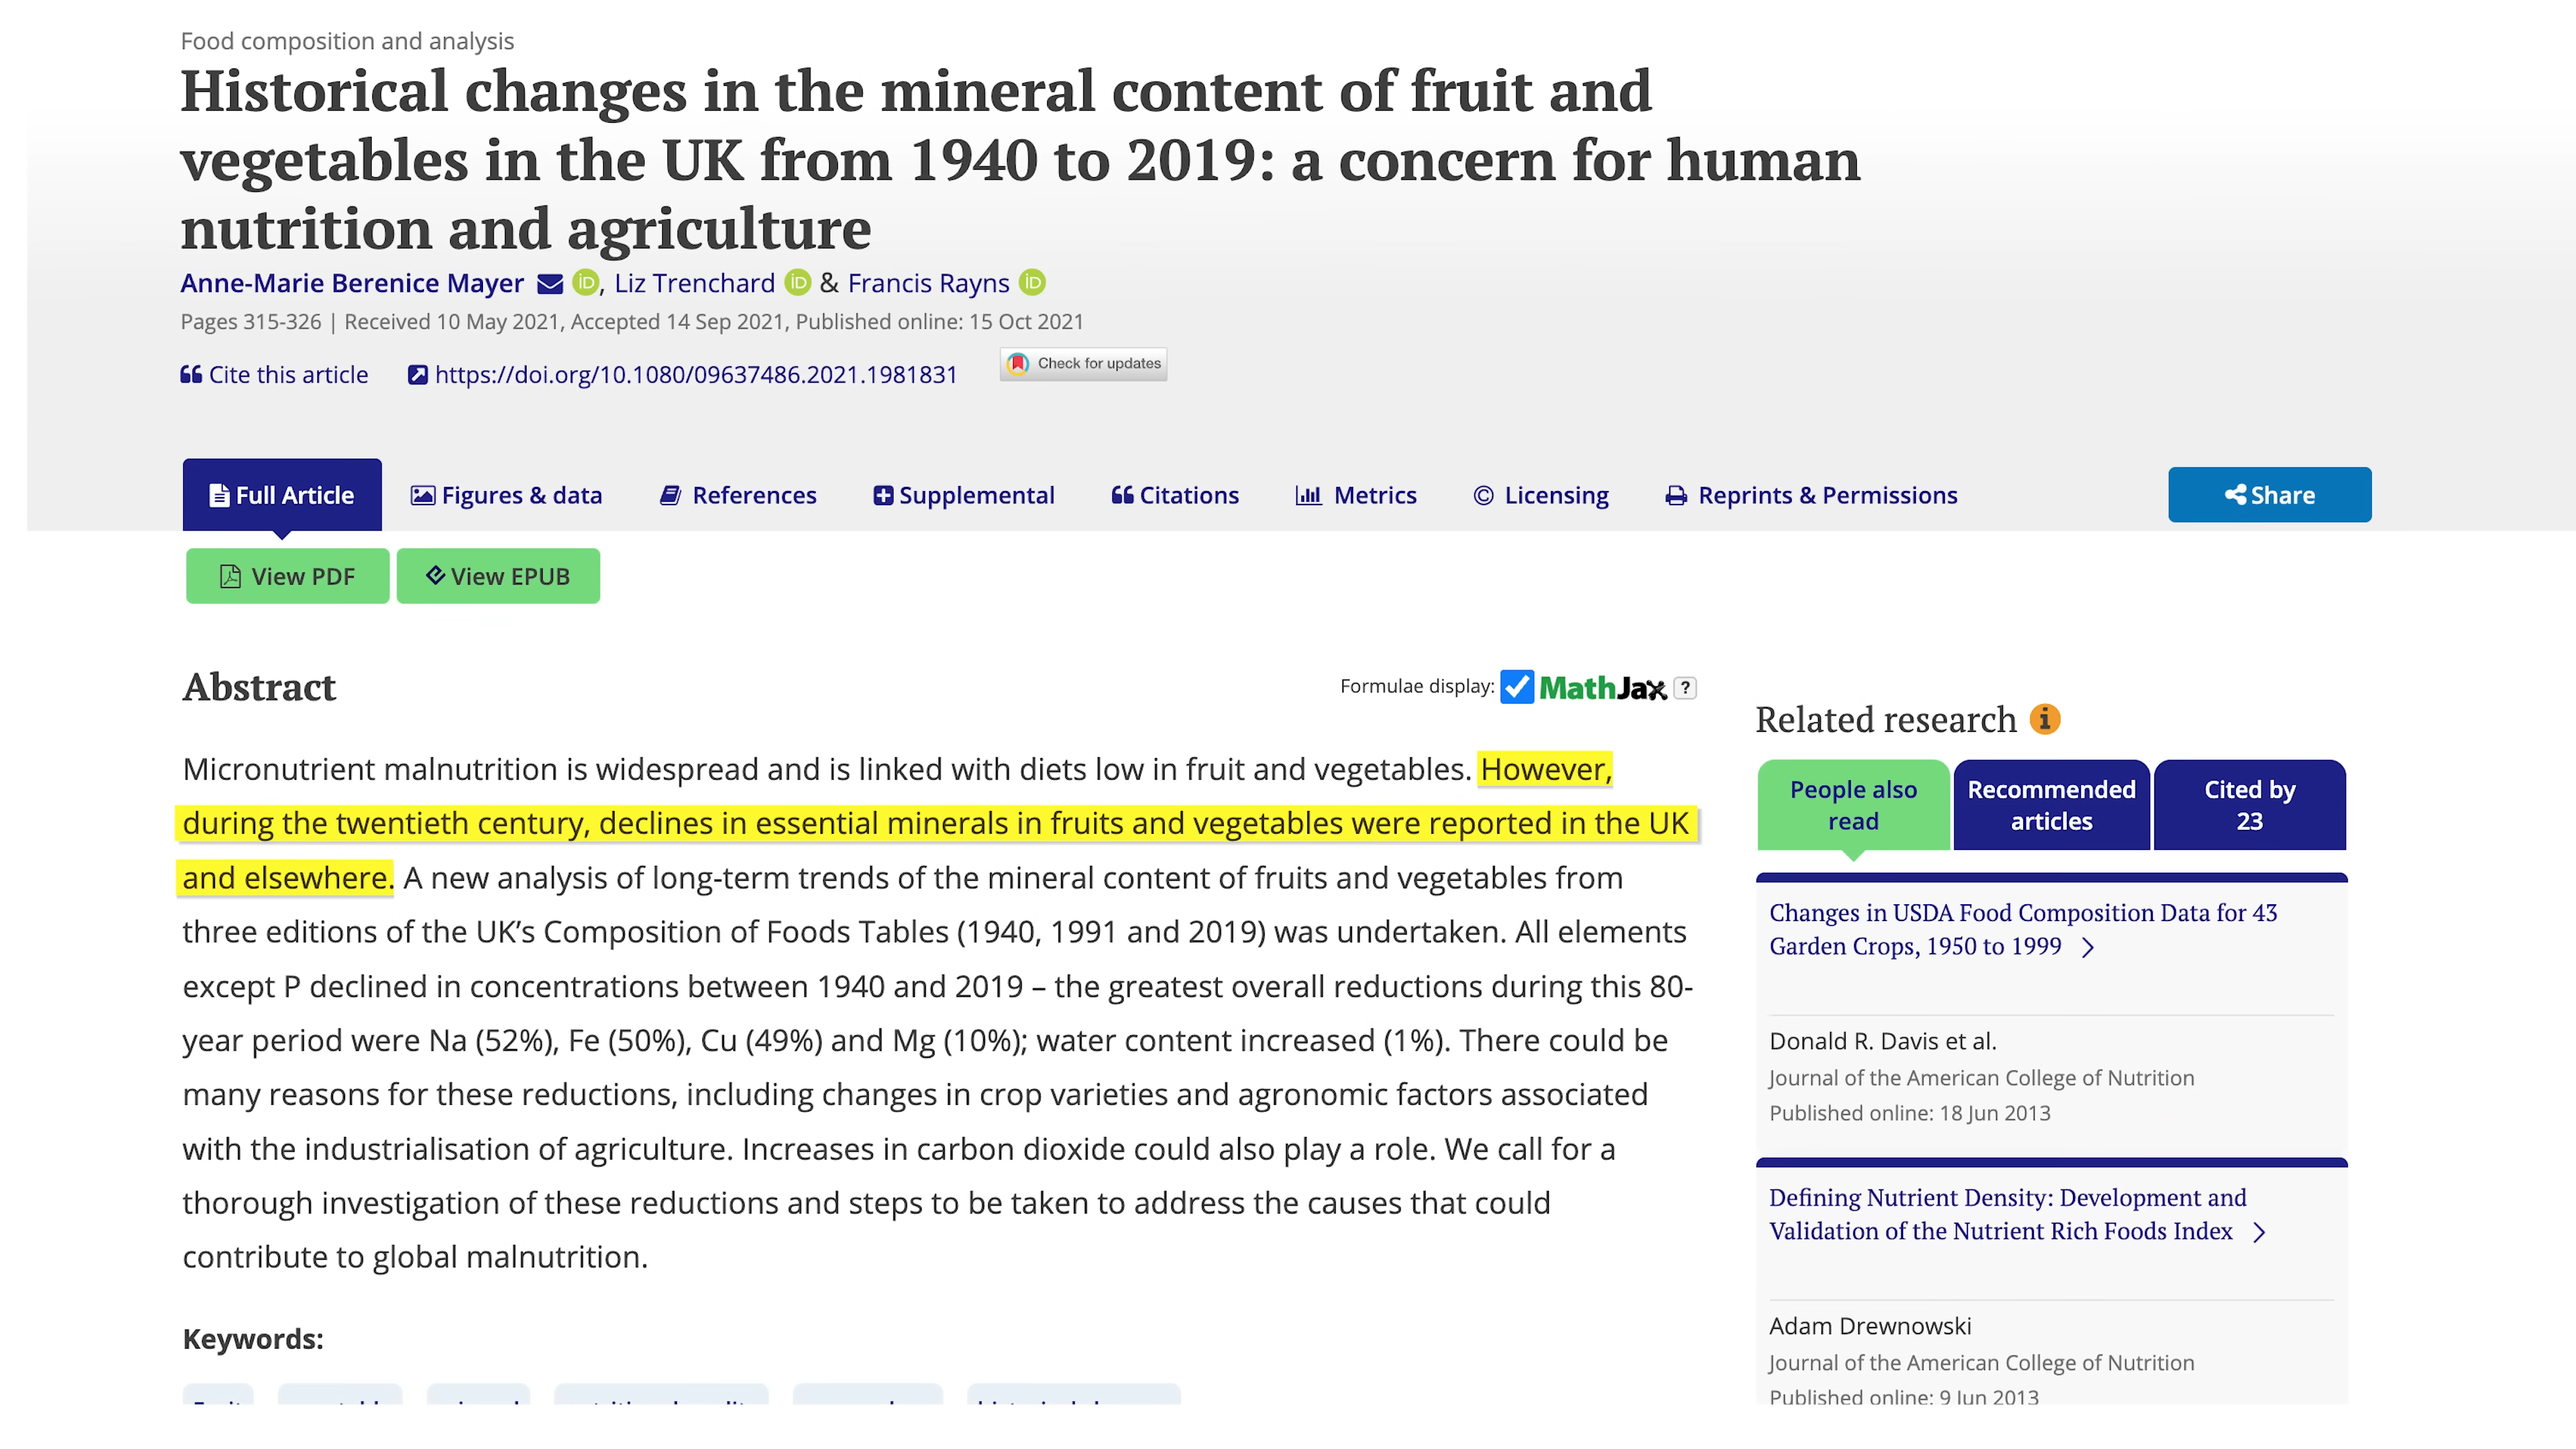 Food composition and analysis
Historical changes in the mineral content of fruit and
vegetables in the UK from 1940 to 2019: a concern for human
nutrition and agriculture
Anne-Marie Berenice Mayer iD, Liz Trenchard iD & Francis Rayns iD
Pages 315-326 | Received 10 May 2021, Accepted 14 Sep 2021, Published online: 15 Oct 2021
Cite this article https://doi.org/10.1080/09637486.2021.1981831 Check for updates
Full Article Figures & data References Supplemental Citations Metrics Licensing Reprints & Permissions Share
View PDF View EPUB
Abstract
Formulae display: MathJax ?
Micronutrient malnutrition is widespread and is linked with diets low in fruit and vegetables. However,
during the twentieth century, declines in essential minerals in fruits and vegetables were reported in the UK
and elsewhere. A new analysis of long-term trends of the mineral content of fruits and vegetables from
three editions of the UK’s Composition of Foods Tables (1940, 1991 and 2019) was undertaken. All elements
except P declined in concentrations between 1940 and 2019 – the greatest overall reductions during this 80-
year period were Na (52%), Fe (50%), Cu (49%) and Mg (10%); water content increased (1%). There could be
many reasons for these reductions, including changes in crop varieties and agronomic factors associated
with the industrialisation of agriculture. Increases in carbon dioxide could also play a role. We call for a
thorough investigation of these reductions and steps to be taken to address the causes that could
contribute to global malnutrition.
Keywords:
Related research
People also
read
Recommended
articles
Cited by
23
Changes in USDA Food Composition Data for 43
Garden Crops, 1950 to 1999
Donald R. Davis et al.
Journal of the American College of Nutrition
Published online: 18 Jun 2013
Defining Nutrient Density: Development and
Validation of the Nutrient Rich Foods Index
Adam Drewnowski
Journal of the American College of Nutrition
Published online: 9 Jun 2013